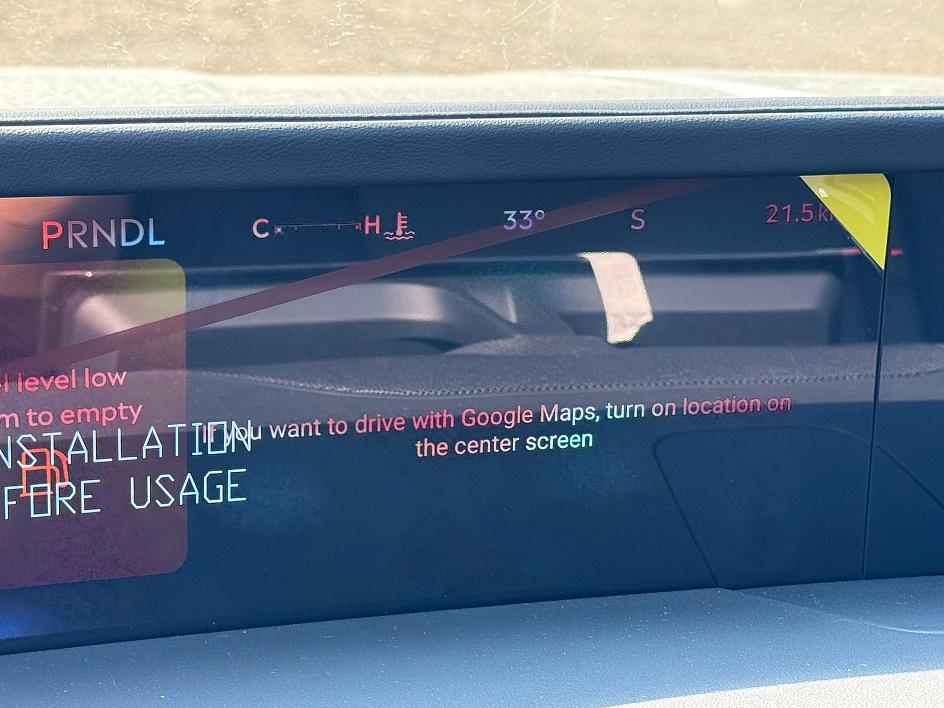 PRNDL
C H
33°
S
21.5 k
level low
to empty
INSTALLATION
FORE USAGE
If you want to drive with Google Maps, turn on location on
the center screen